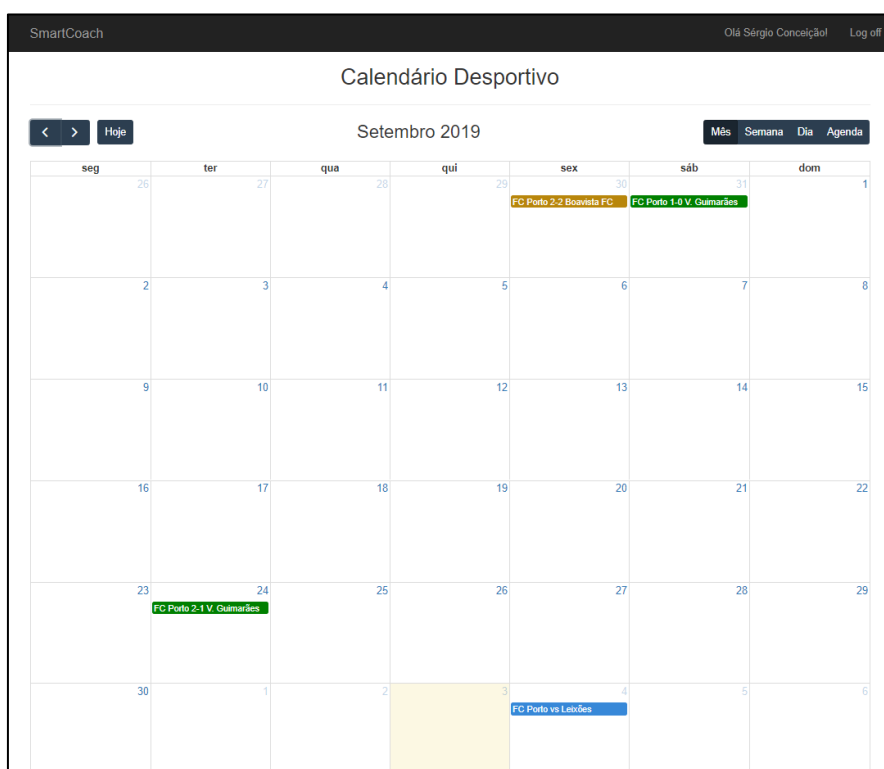 SmartCoach Olá Sérgio Conceição! Log off
Calendário Desportivo
Hoje Setembro 2019 Mês Semana Dia Agenda
seg ter qua qui sex sáb dom
26 27 28 29 30 31 1
FC Porto 2-2 Boavista FC FC Porto 1-0 V. Guimarães
2 3 4 5 6 7 8
9 10 11 12 13 14 15
16 17 18 19 20 21 22
23 24 25 26 27 28 29
FC Porto 2-1 V. Guimarães
30 1 2 3 4 5 6
FC Porto vs Leixões